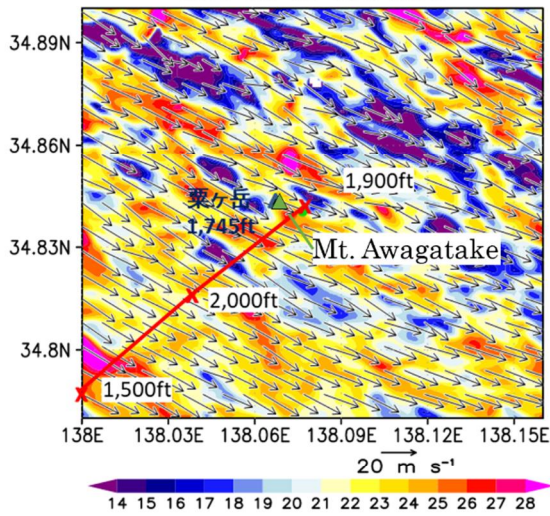 34.89N
34.86N
34.83N
34.8N
1,900ft
粟ヶ岳
1,745ft
Mt. Awagatake
2,000ft
1,500ft
138E 138.03E 138.06E 138.09E 138.12E 138.15E
20 m s⁻¹
14 15 16 17 18 19 20 21 22 23 24 25 26 27 28